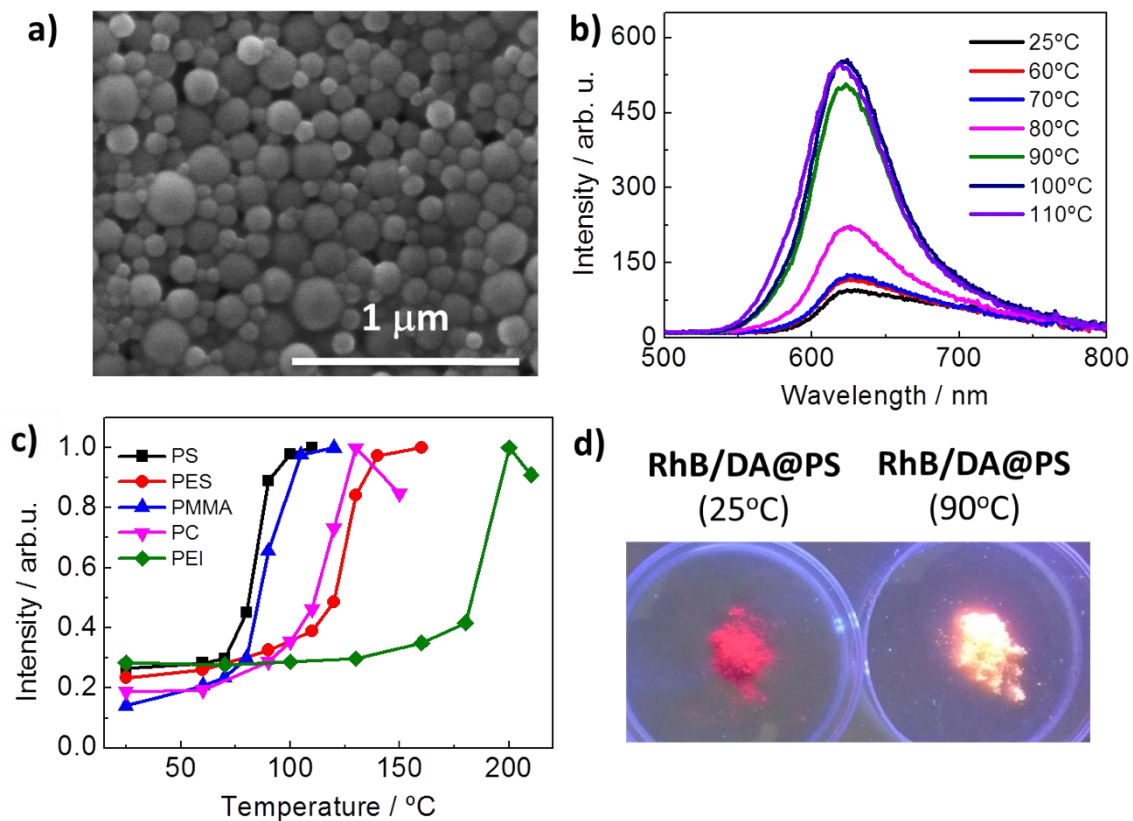 a)
1 μm
b)
Intensity / arb. u.
600
450
300
150
0
500
600
700
800
Wavelength / nm
25ºC
60ºC
70ºC
80ºC
90ºC
100ºC
110ºC
c)
Intensity / arb.u.
1.0
0.8
0.6
0.4
0.2
0.0
50
100
150
200
Temperature / ºC
PS
PES
PMMA
PC
PEI
d)
RhB/DA@PS
(25ºC)
RhB/DA@PS
(90ºC)